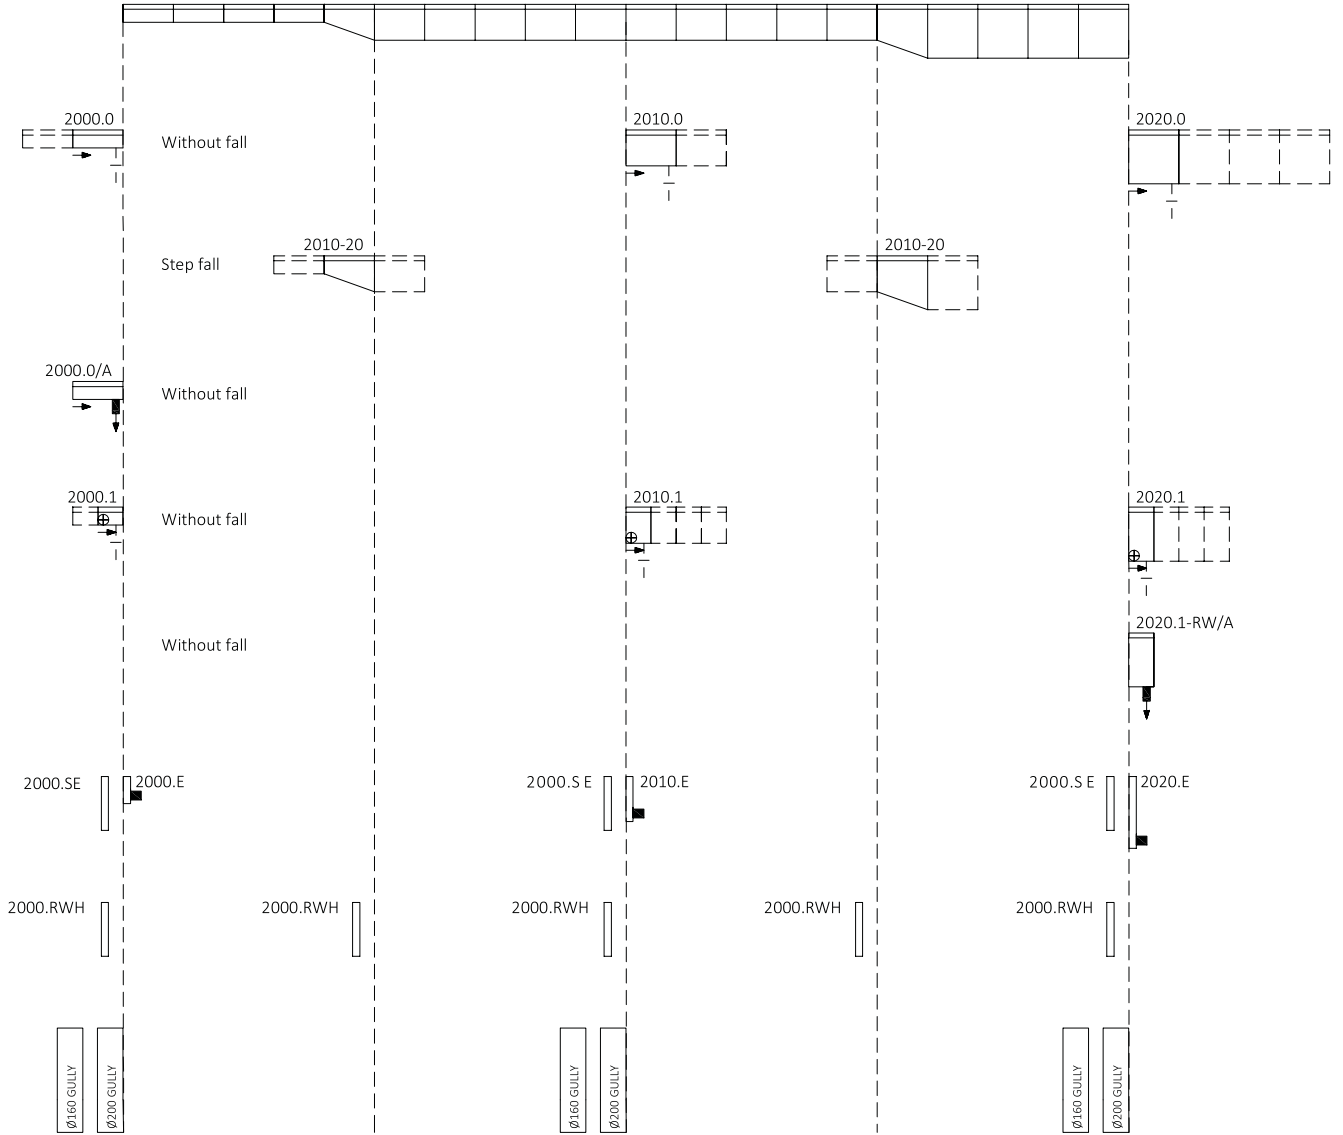 2000.0
2010.0
2020.0
Without fall
2010-20
2010-20
Step fall
2000.0/A
Without fall
2000.1
2010.1
2020.1
Without fall
2020.1-RW/A
Without fall
2000.SE
2000.E
2000.S E
2010.E
2000.S E
2020.E
2000.RWH
2000.RWH
2000.RWH
2000.RWH
2000.RWH
Ø160 GULLY
Ø200 GULLY
Ø160 GULLY
Ø200 GULLY
Ø160 GULLY
Ø200 GULLY